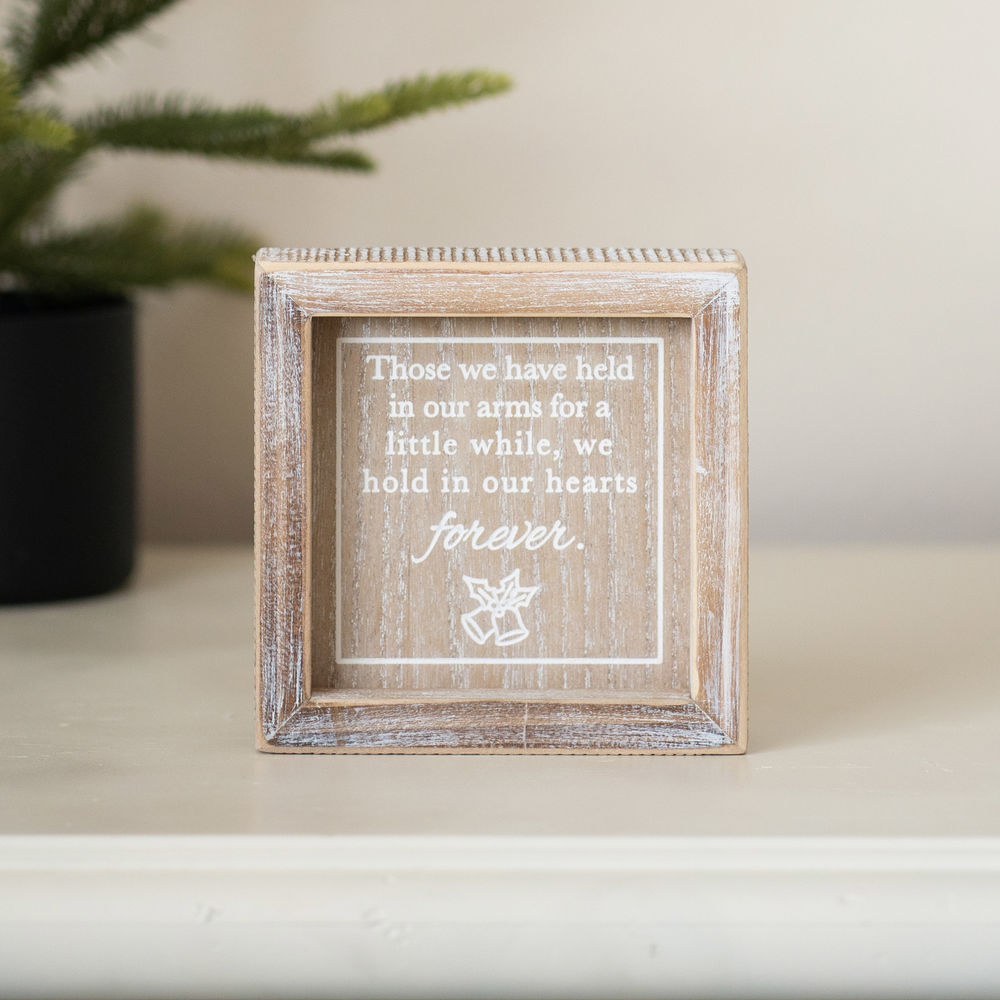 Those we have held
in our arms for a
little while, we
hold in our hearts
forever.